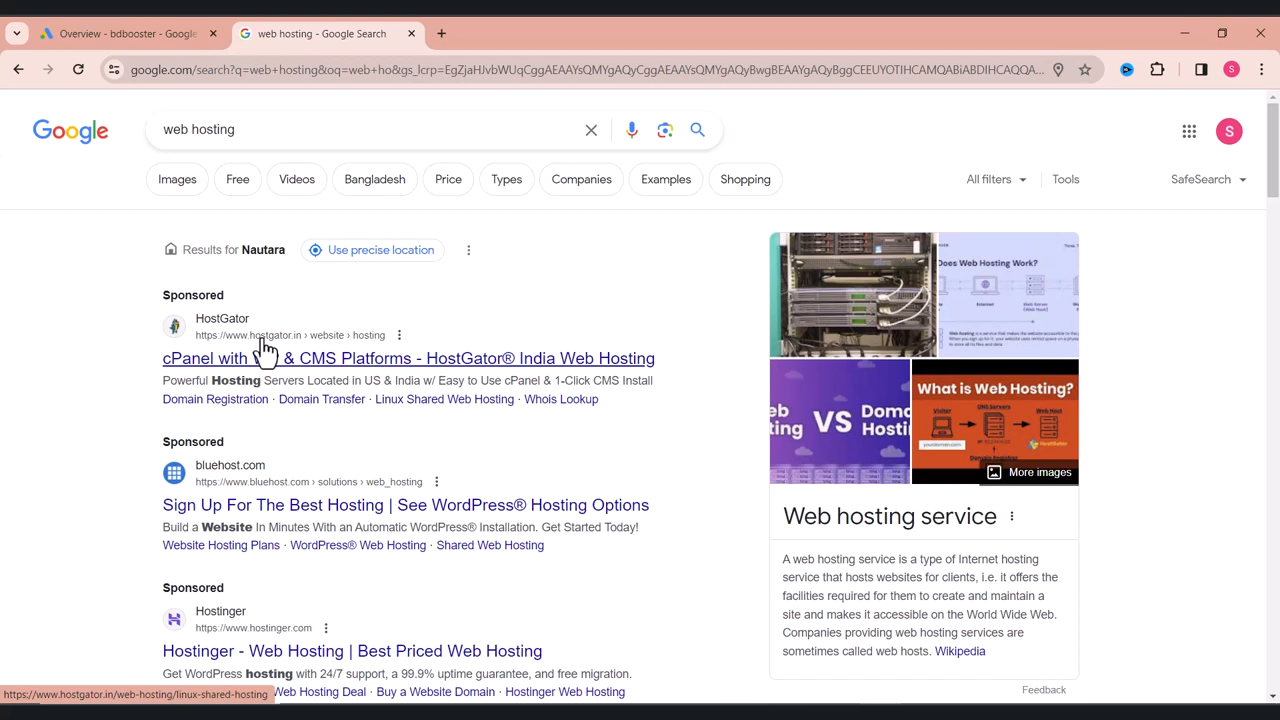 Overview - bdbooster - Google
web hosting - Google Search
google.com/search?q=web+hosting&oq=web+ho&gs_lcrp=EgZjaHJvbWUqCggAEAAYsQMYgAQyCggAEAAYsQMYgAQyBwgBEAAYgAQyBggCEEUYOTIHCAMQABiABDIHCAQQA...
S
Google
web hosting
S
Images
Free
Videos
Bangladesh
Price
Types
Companies
Examples
Shopping
All filters
Tools
SafeSearch
Results for Nautara
Use precise location
Sponsored
HostGator
https://www.hostgator.in › website › hosting
cPanel with & CMS Platforms - HostGator® India Web Hosting
Powerful Hosting Servers Located in US & India w/ Easy to Use cPanel & 1-Click CMS Install
Domain Registration · Domain Transfer · Linux Shared Web Hosting · Whois Lookup
Sponsored
bluehost.com
https://www.bluehost.com › solutions › web_hosting
Sign Up For The Best Hosting | See WordPress® Hosting Options
Build a Website In Minutes With an Automatic WordPress® Installation. Get Started Today!
Website Hosting Plans · WordPress® Web Hosting · Shared Web Hosting
Sponsored
Hostinger
https://www.hostinger.com
Hostinger - Web Hosting | Best Priced Web Hosting
Get WordPress hosting with 24/7 support, a 99.9% uptime guarantee, and free migration.
Web Hosting Deal · Buy a Website Domain · Hostinger Web Hosting
https://www.hostgator.in/web-hosting/linux-shared-hosting
Does Web Hosting Work?
Internet
VS
What is Web Hosting?
Visitor
DNS Servers
Web Host
HostGator
More images
Web hosting service
A web hosting service is a type of Internet hosting
service that hosts websites for clients, i.e. it offers the
facilities required for them to create and maintain a
site and makes it accessible on the World Wide Web.
Companies providing web hosting services are
sometimes called web hosts. Wikipedia
Feedback